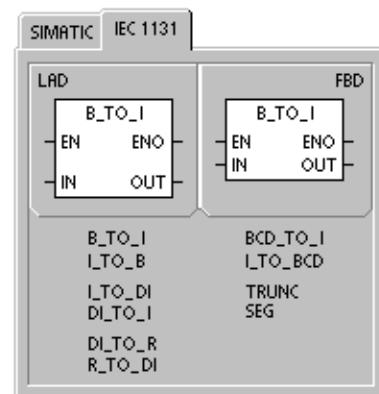 SIMATIC IEC 1131
LAD FBD
B_TO_I B_TO_I
EN ENO EN ENO
IN OUT IN OUT
B_TO_I BCD_TO_I
I_TO_B I_TO_BCD
I_TO_DI TRUNC
DI_TO_I SEG
DI_TO_R
R_TO_DI